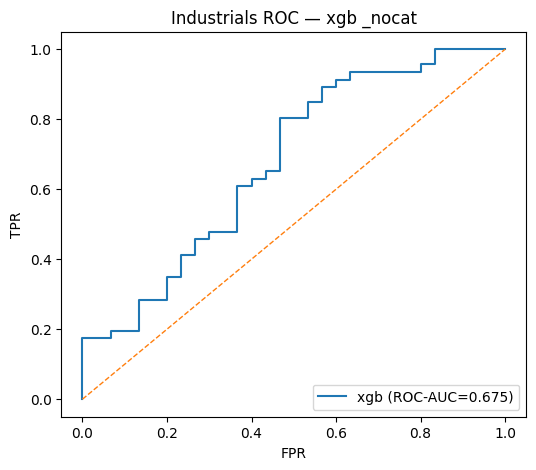 Industrials ROC — xgb _nocat
TPR
1.0
0.8
0.6
0.4
0.2
0.0
xgb (ROC-AUC=0.675)
0.0 0.2 0.4 0.6 0.8 1.0
FPR